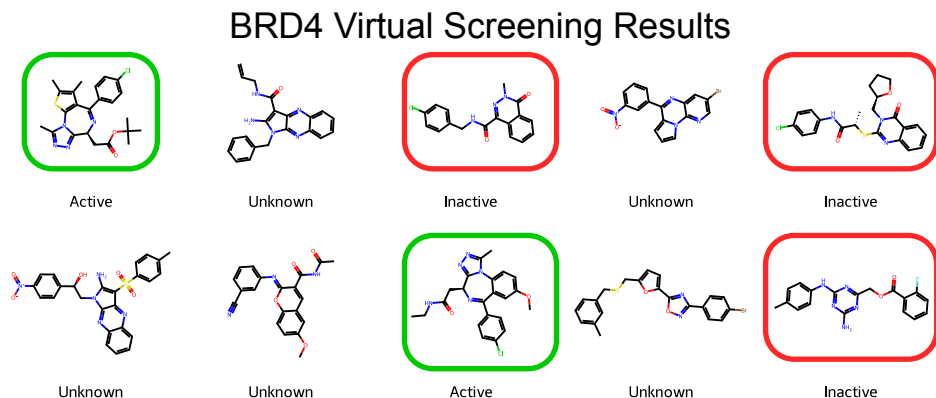 BRD4 Virtual Screening Results
Active Unknown Inactive Unknown Inactive
Unknown Unknown Active Unknown Inactive